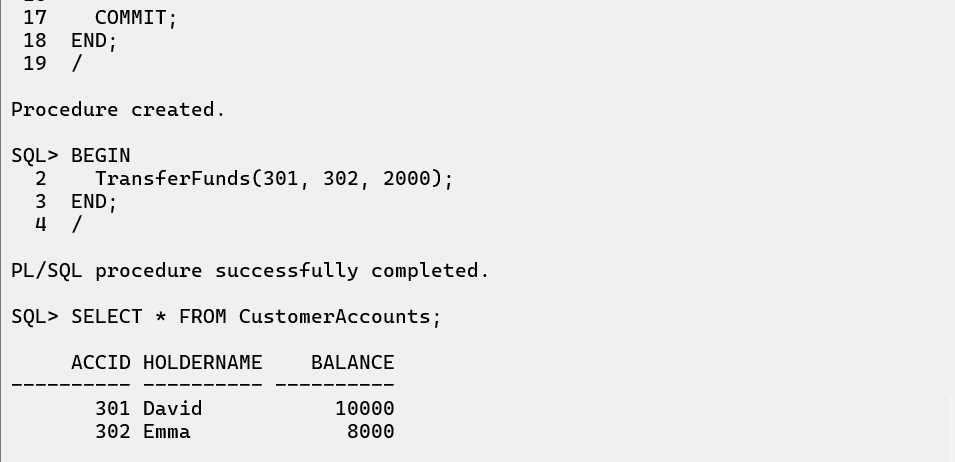 17    COMMIT;
18  END;
19  /
Procedure created.
SQL> BEGIN
  2    TransferFunds(301, 302, 2000);
  3  END;
  4  /
PL/SQL procedure successfully completed.
SQL> SELECT * FROM CustomerAccounts;
     ACCID HOLDERNAME    BALANCE
---------- ---------- ----------
       301 David           10000
       302 Emma             8000